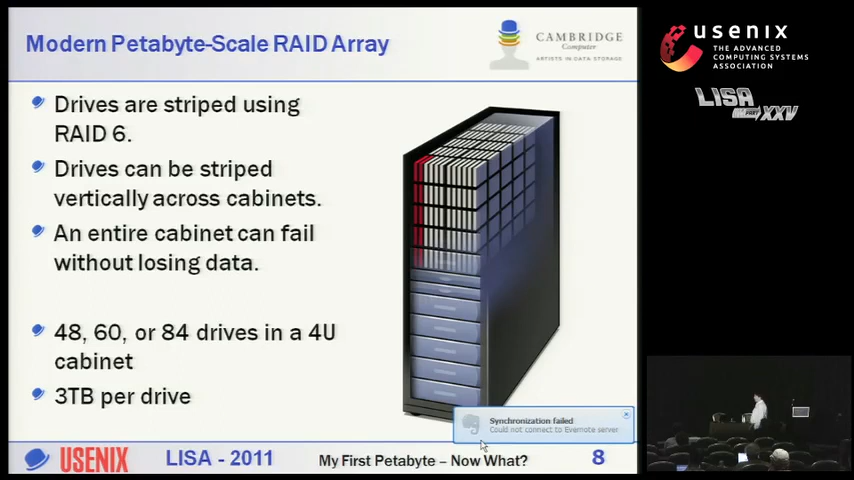 Modern Petabyte-Scale RAID Array
CAMBRIDGE
Computer
ARTISTS IN DATA STORAGE
Drives are striped using
RAID 6.
Drives can be striped
vertically across cabinets.
An entire cabinet can fail
without losing data.
48, 60, or 84 drives in a 4U
cabinet
3TB per drive
Synchronization failed
Could not connect to Evernote server
USENIX
LISA - 2011
My First Petabyte – Now What?
8
usenix
THE ADVANCED
COMPUTING SYSTEMS
ASSOCIATION
LISA
PART XXV